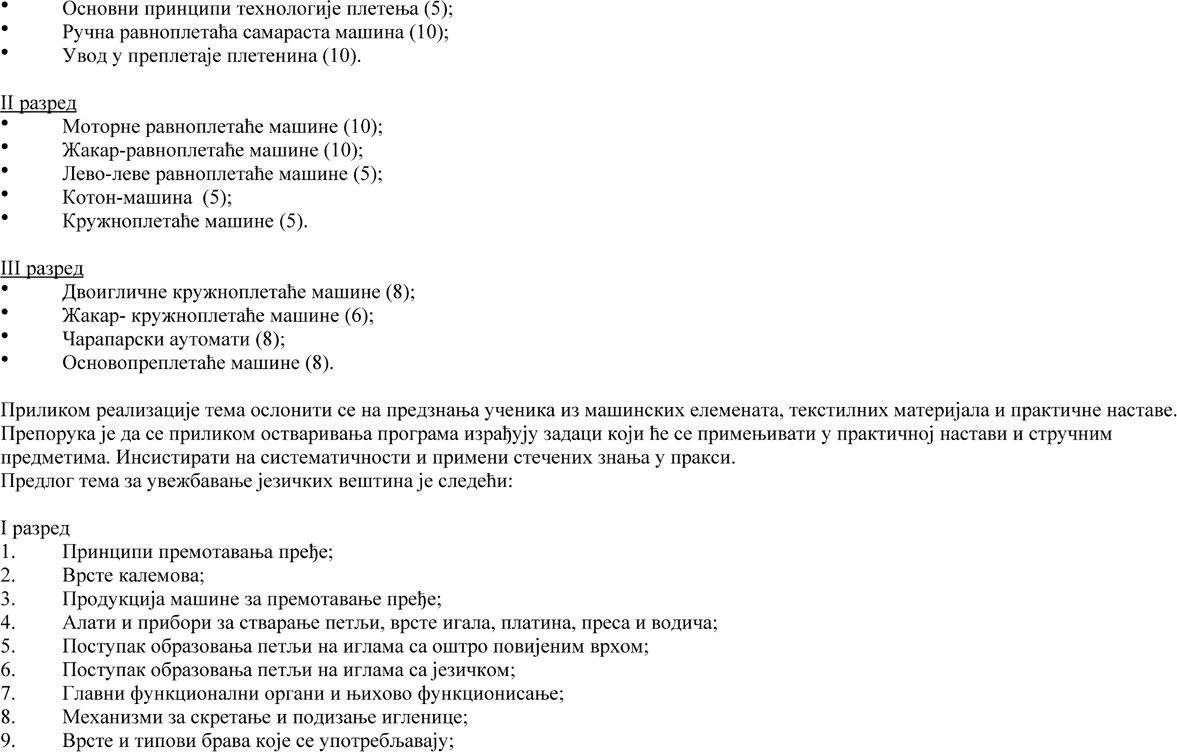 • Основни принципи технологије плетења (5);
• Ручна равноплетаћа самараста машина (10);
• Увод у преплетаје плетенина (10).
II разред
• Моторне равноплетаће машине (10);
• Жакар-равноплетаће машине (10);
• Лево-леве равноплетаће машине (5);
• Котон-машина (5);
• Кружноплетаће машине (5).
III разред
• Двоигличне кружноплетаће машине (8);
• Жакар- кружноплетаће машине (6);
• Чарапарски аутомати (8);
• Основопреплетаће машине (8).
Приликом реализације тема ослонити се на предзнања ученика из машинских елемената, текстилних материјала и практичне наставе.
Препорука је да се приликом остваривања програма израђују задаци који ће се примењивати у практичној настави и стручним
предметима. Инсистирати на систематичности и примени стечених знања у пракси.
Предлог тема за увежбавање језичких вештина је следећи:
I разред
1. Принципи премотавања пређе;
2. Врсте калемова;
3. Продукција машине за премотавање пређе;
4. Алати и прибори за стварање петљи, врсте игала, платина, преса и водича;
5. Поступак образовања петљи на иглама са оштро повијеним врхом;
6. Поступак образовања петљи на иглама са језичком;
7. Главни функционални органи и њихово функционисање;
8. Механизми за скретање и подизање игленице;
9. Врсте и типови брава које се употребљавају;